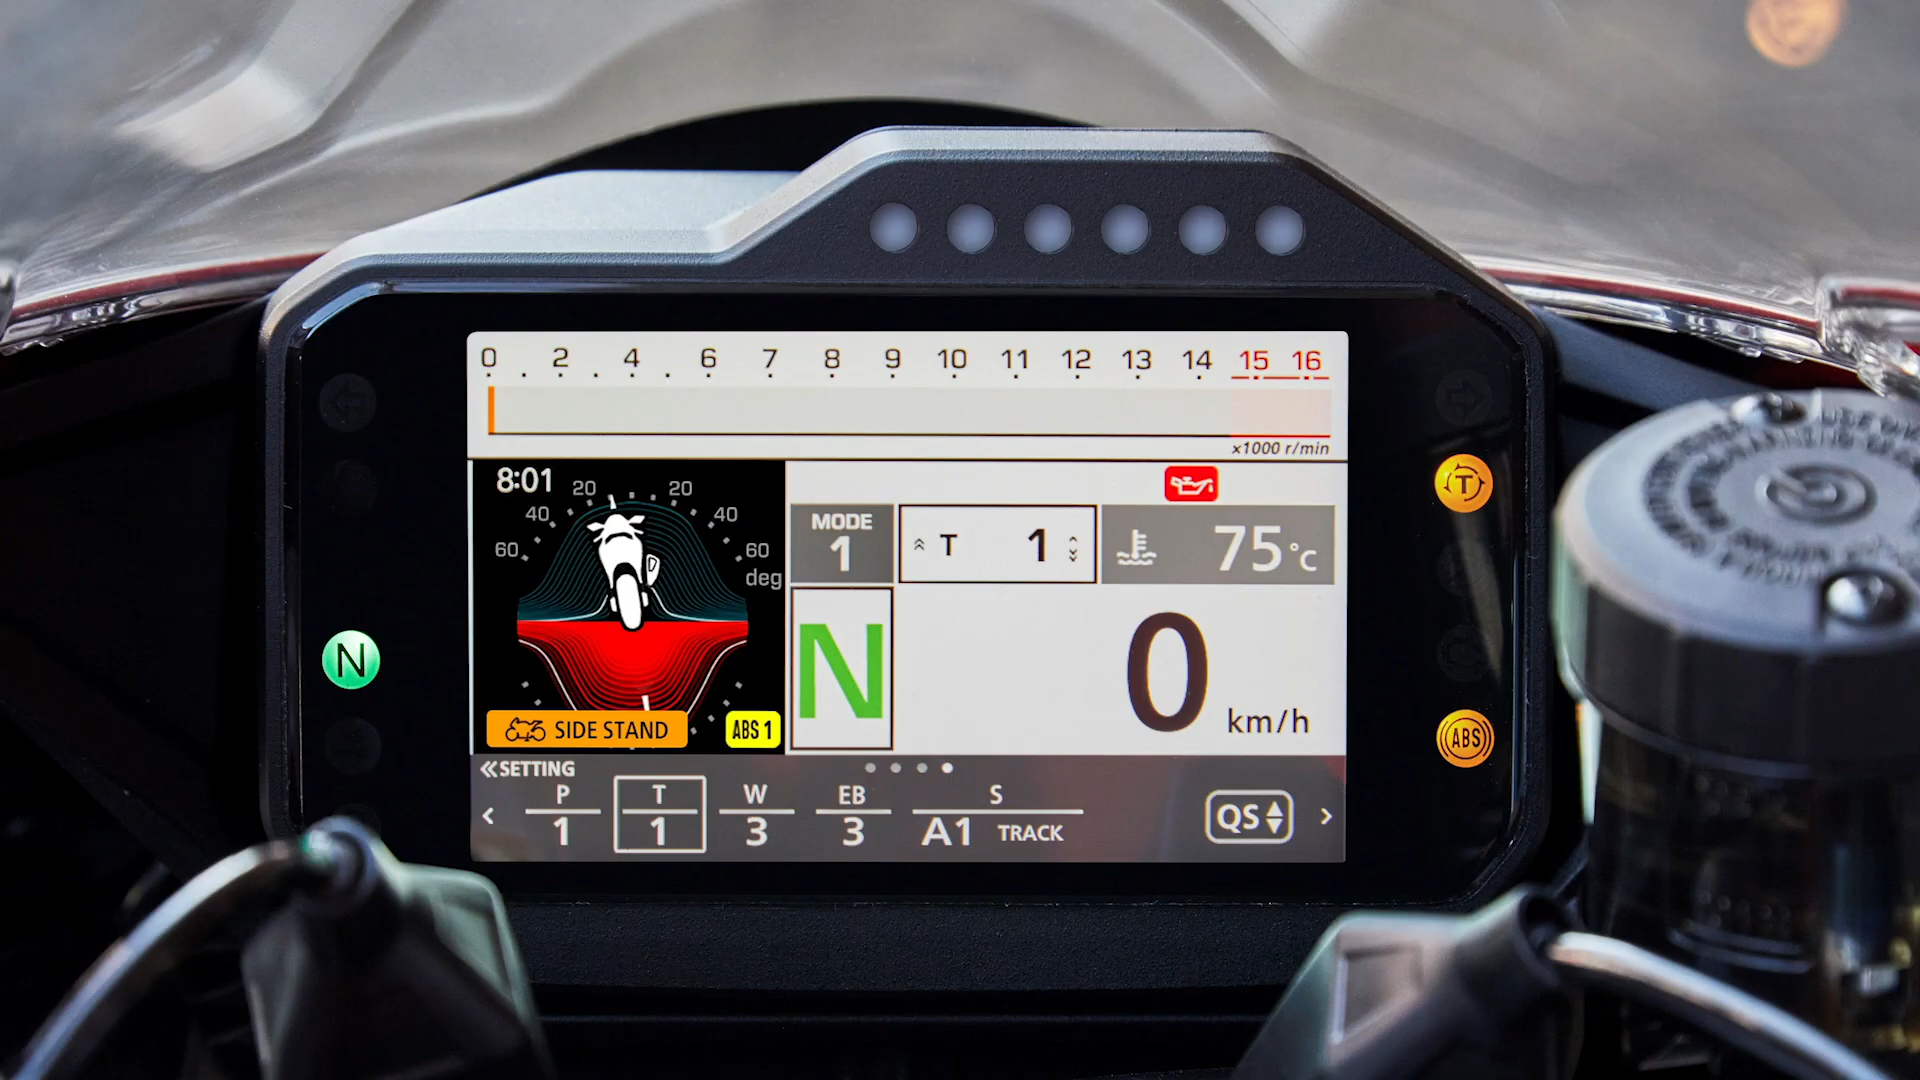 0 2 4 6 7 8 9 10 11 12 13 14 15 16
×1000 r/min
8:01
20 20
40 40
60 60
deg
SIDE STAND
ABS 1
MODE
1
T 1
75°C
N
0 km/h
N
T
ABS
SETTING
P T W EB S
1 1 3 3 A1 TRACK
QS